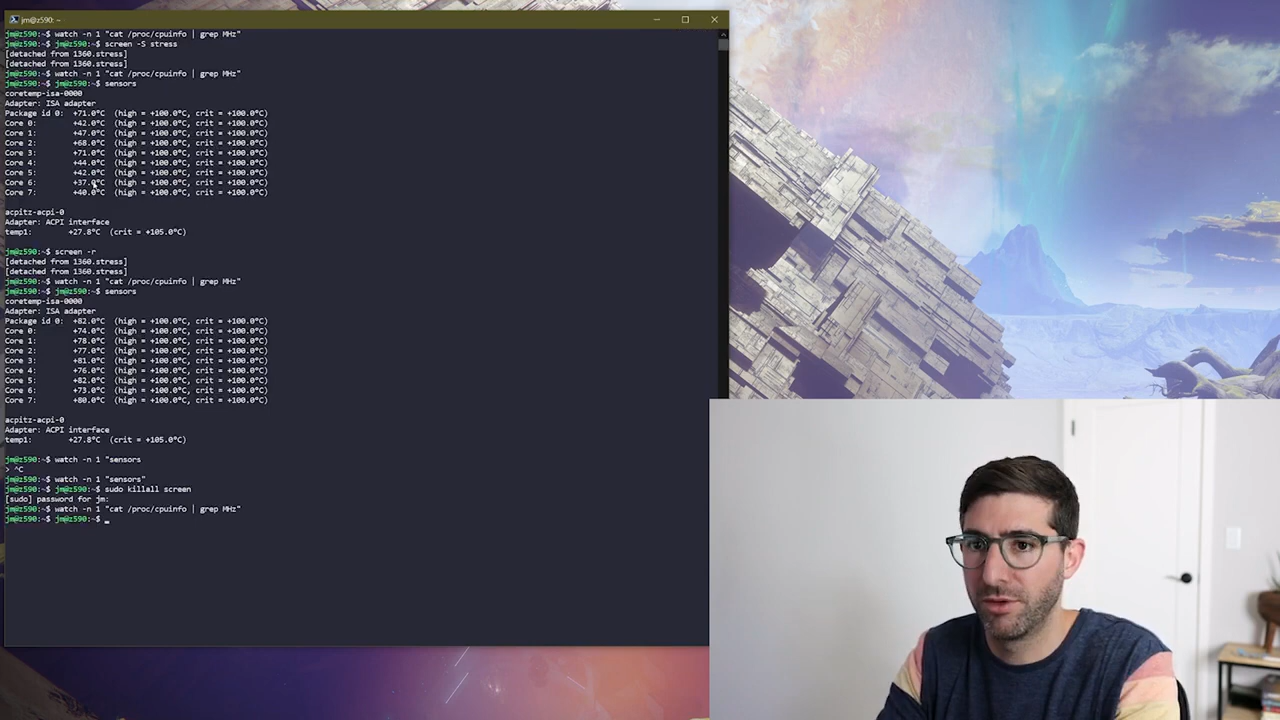 jm@z590: ~
jm@z590:~$ watch -n 1 "cat /proc/cpuinfo | grep MHz"
jm@z590:~$ jm@z590:~$ screen -S stress
[detached from 1360.stress]
[detached from 1360.stress]
jm@z590:~$ watch -n 1 "cat /proc/cpuinfo | grep MHz"
jm@z590:~$ jm@z590:~$ sensors
coretemp-isa-0000
Adapter: ISA adapter
Package id 0: +71.0°C (high = +100.0°C, crit = +100.0°C)
Core 0: +42.0°C (high = +100.0°C, crit = +100.0°C)
Core 1: +47.0°C (high = +100.0°C, crit = +100.0°C)
Core 2: +68.0°C (high = +100.0°C, crit = +100.0°C)
Core 3: +71.0°C (high = +100.0°C, crit = +100.0°C)
Core 4: +44.0°C (high = +100.0°C, crit = +100.0°C)
Core 5: +42.0°C (high = +100.0°C, crit = +100.0°C)
Core 6: +37.0°C (high = +100.0°C, crit = +100.0°C)
Core 7: +40.0°C (high = +100.0°C, crit = +100.0°C)
acpitz-acpi-0
Adapter: ACPI interface
temp1: +27.8°C (crit = +105.0°C)
jm@z590:~$ screen -r
[detached from 1360.stress]
[detached from 1360.stress]
jm@z590:~$ watch -n 1 "cat /proc/cpuinfo | grep MHz"
jm@z590:~$ jm@z590:~$ sensors
coretemp-isa-0000
Adapter: ISA adapter
Package id 0: +82.0°C (high = +100.0°C, crit = +100.0°C)
Core 0: +74.0°C (high = +100.0°C, crit = +100.0°C)
Core 1: +78.0°C (high = +100.0°C, crit = +100.0°C)
Core 2: +77.0°C (high = +100.0°C, crit = +100.0°C)
Core 3: +81.0°C (high = +100.0°C, crit = +100.0°C)
Core 4: +76.0°C (high = +100.0°C, crit = +100.0°C)
Core 5: +82.0°C (high = +100.0°C, crit = +100.0°C)
Core 6: +73.0°C (high = +100.0°C, crit = +100.0°C)
Core 7: +80.0°C (high = +100.0°C, crit = +100.0°C)
acpitz-acpi-0
Adapter: ACPI interface
temp1: +27.8°C (crit = +105.0°C)
jm@z590:~$ watch -n 1 "sensors
> ^C
jm@z590:~$ watch -n 1 "sensors"
jm@z590:~$ jm@z590:~$ sudo killall screen
[sudo] password for jm:
jm@z590:~$ watch -n 1 "cat /proc/cpuinfo | grep MHz"
jm@z590:~$ jm@z590:~$